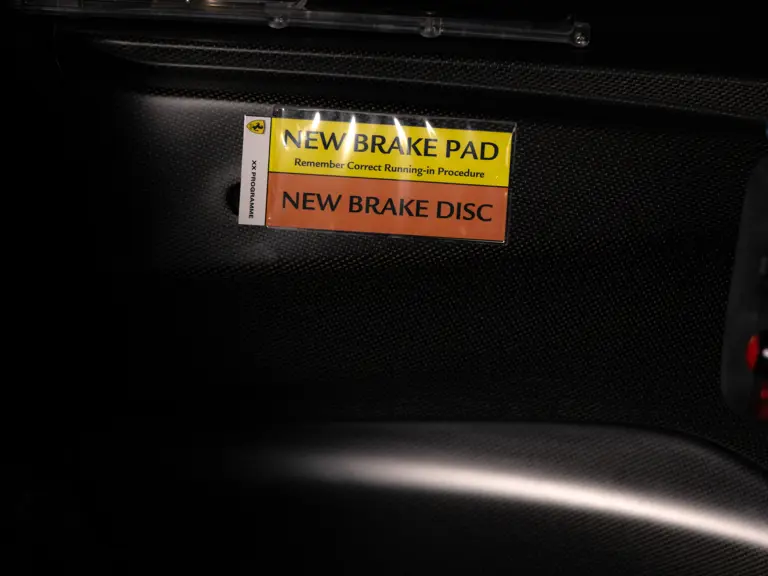 XX PROGRAMME
NEW BRAKE PAD
Remember Correct Running-in Procedure
NEW BRAKE DISC